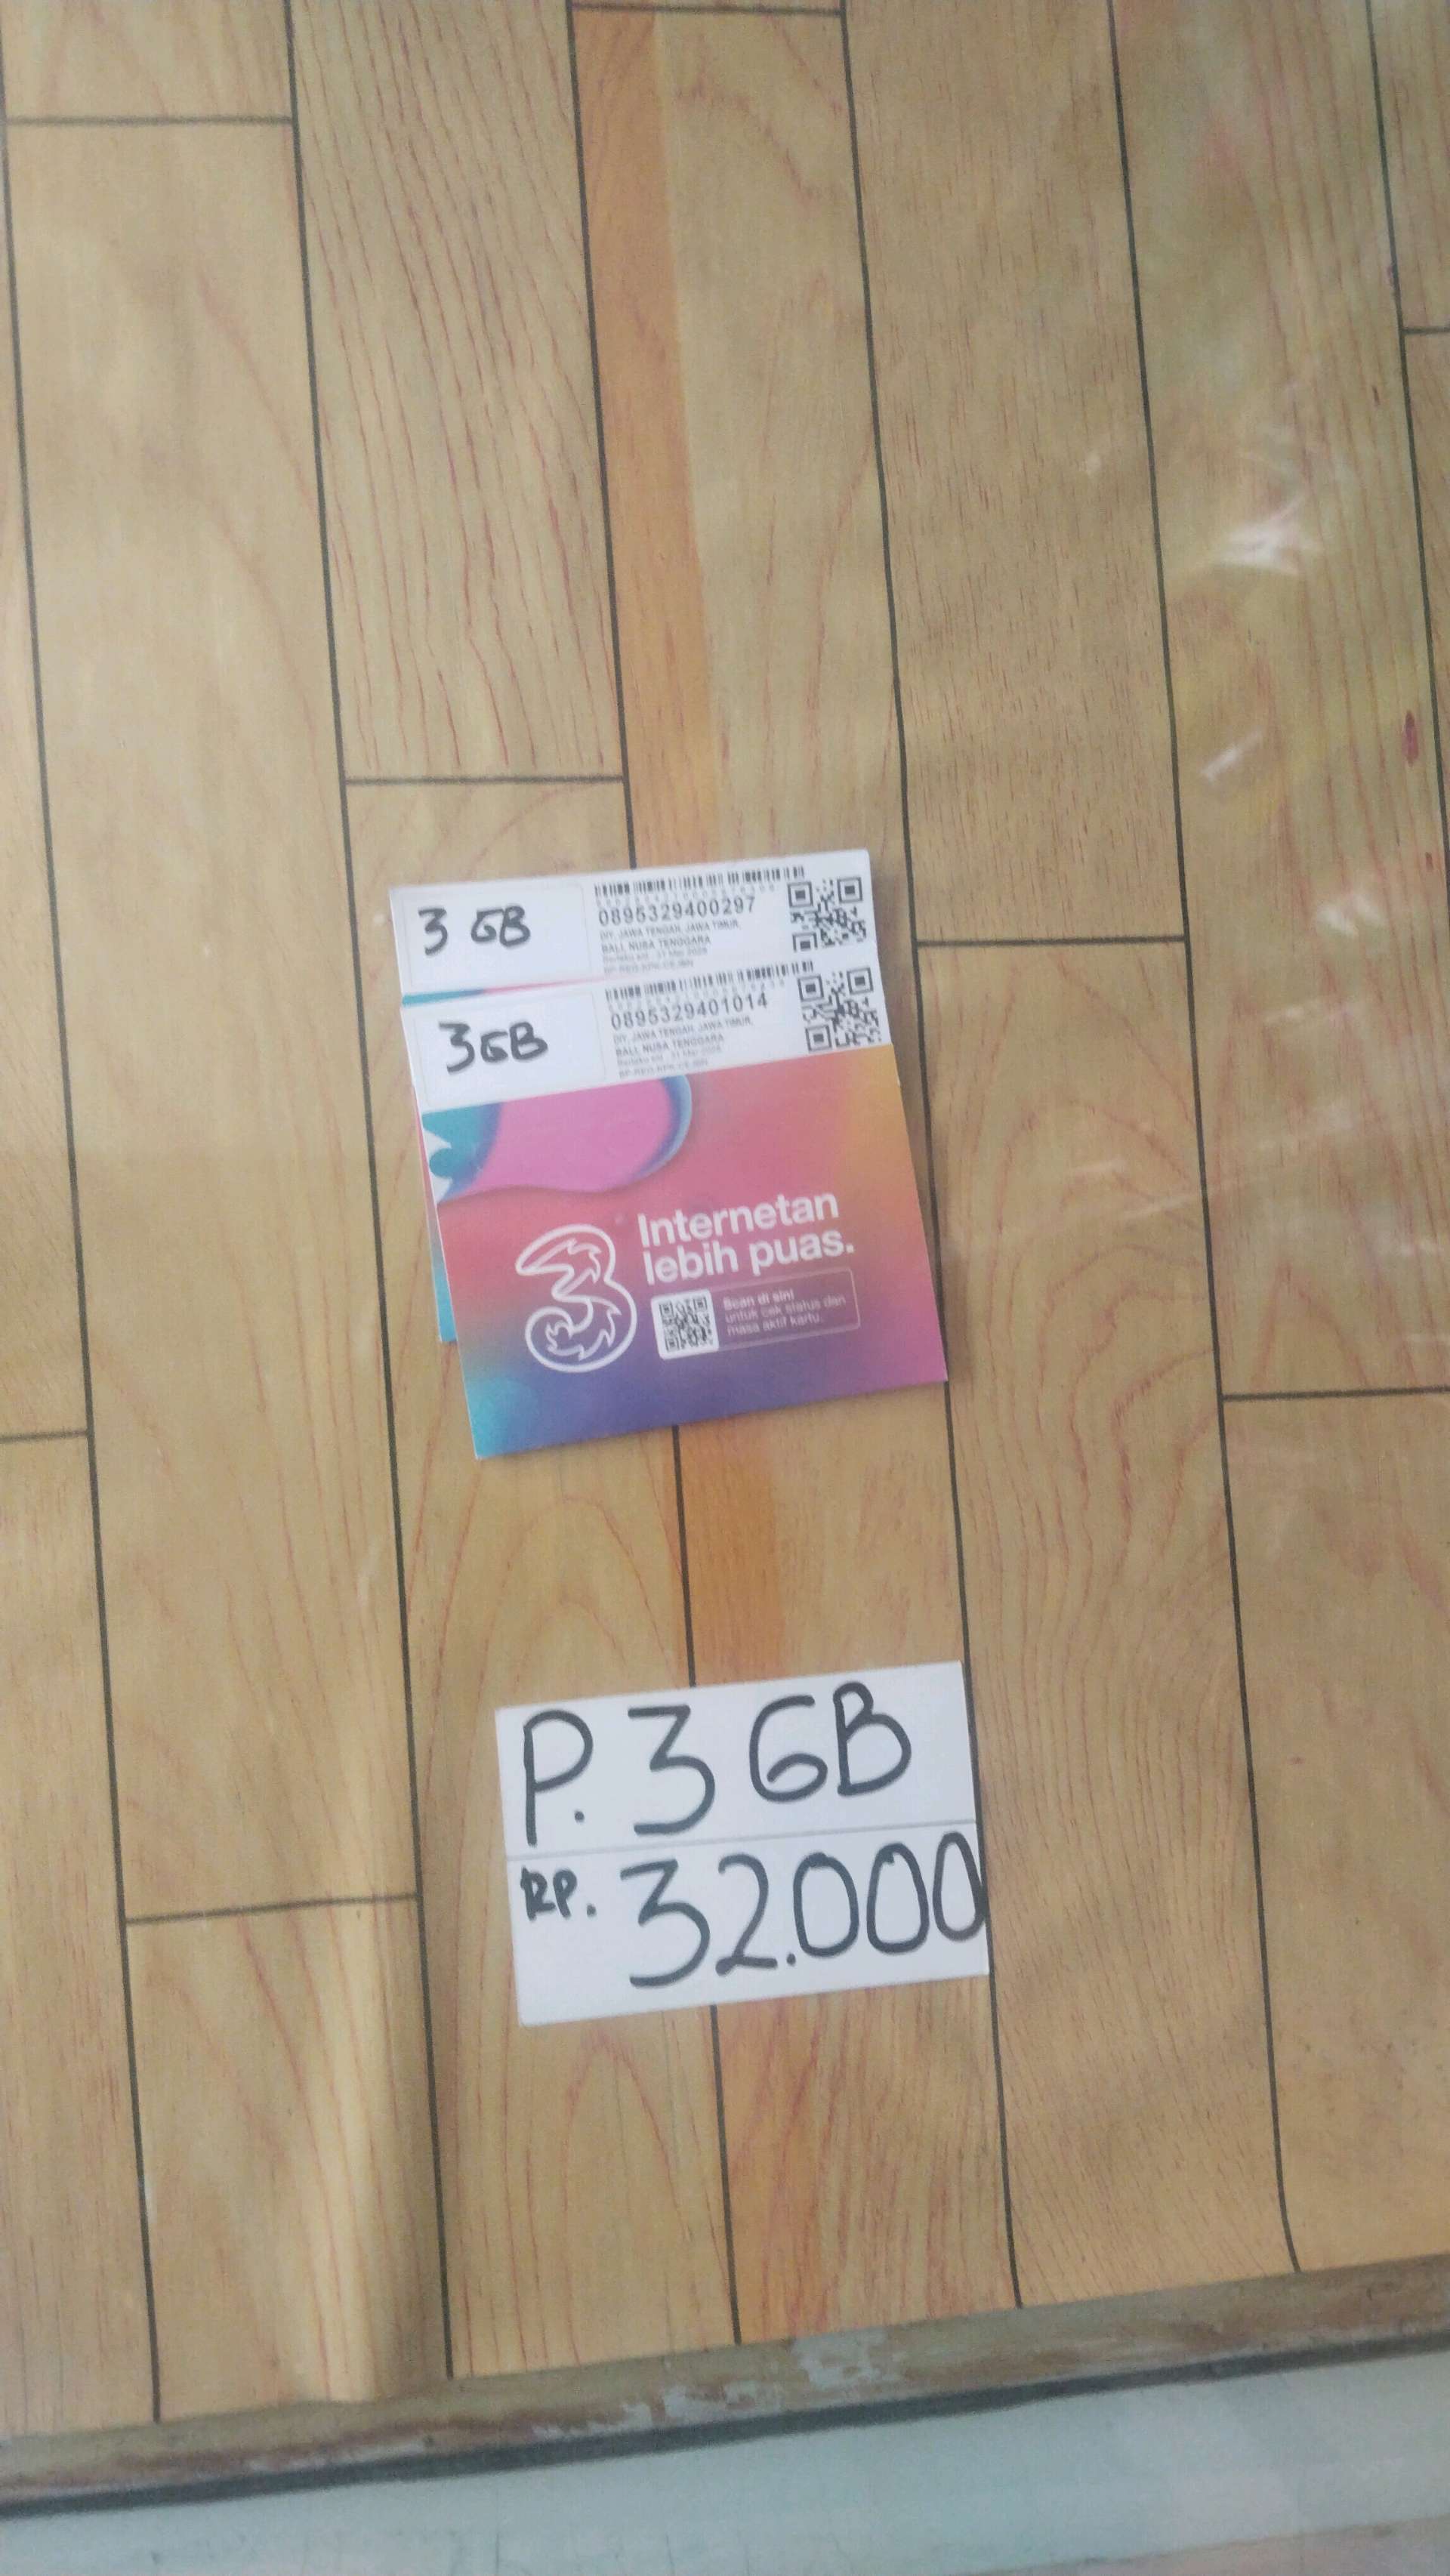 3 GB
0895329400297
DIY, JAWA TENGAH, JAWA TIMUR,
BALI, NUSA TENGGARA
3GB
0895329401014
DIY, JAWA TENGAH, JAWA TIMUR,
BALI, NUSA TENGGARA
3
Internetan
lebih puas.
Scan di sini
untuk cek status dan
masa aktif kartu.
P. 3 GB
RP. 32.000